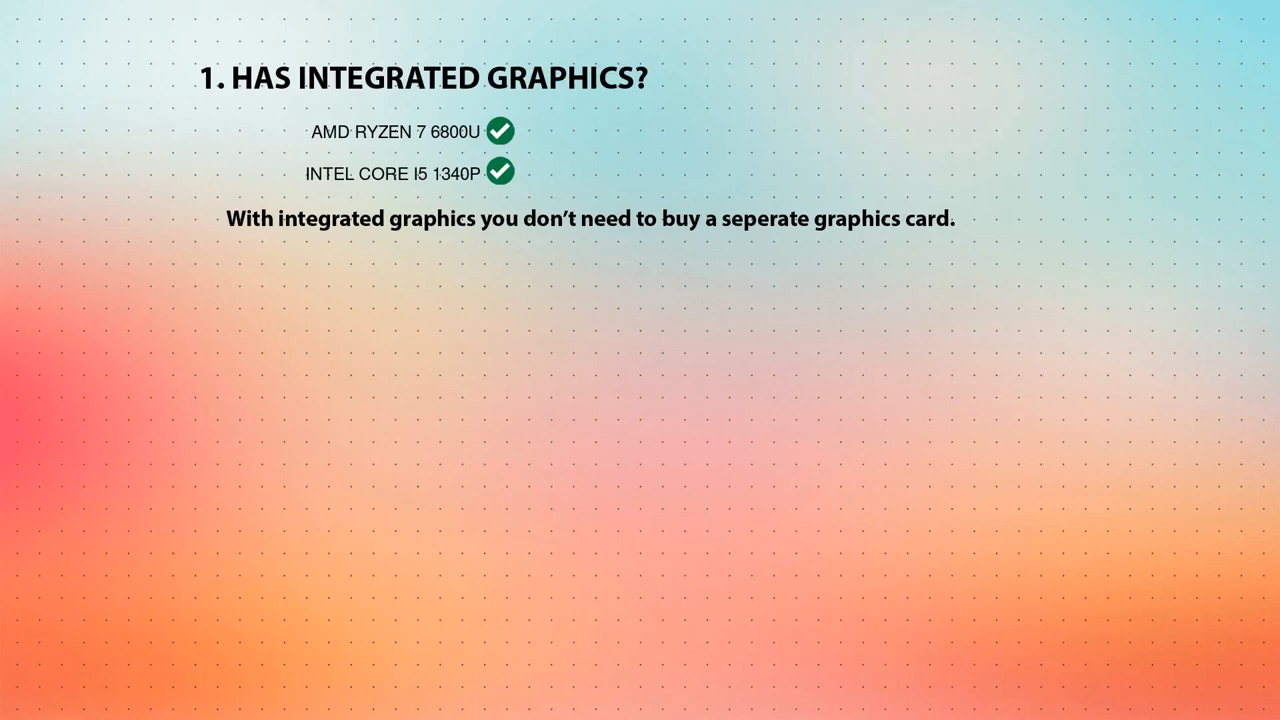 1. HAS INTEGRATED GRAPHICS?
AMD RYZEN 7 6800U
INTEL CORE I5 1340P
With integrated graphics you don’t need to buy a seperate graphics card.